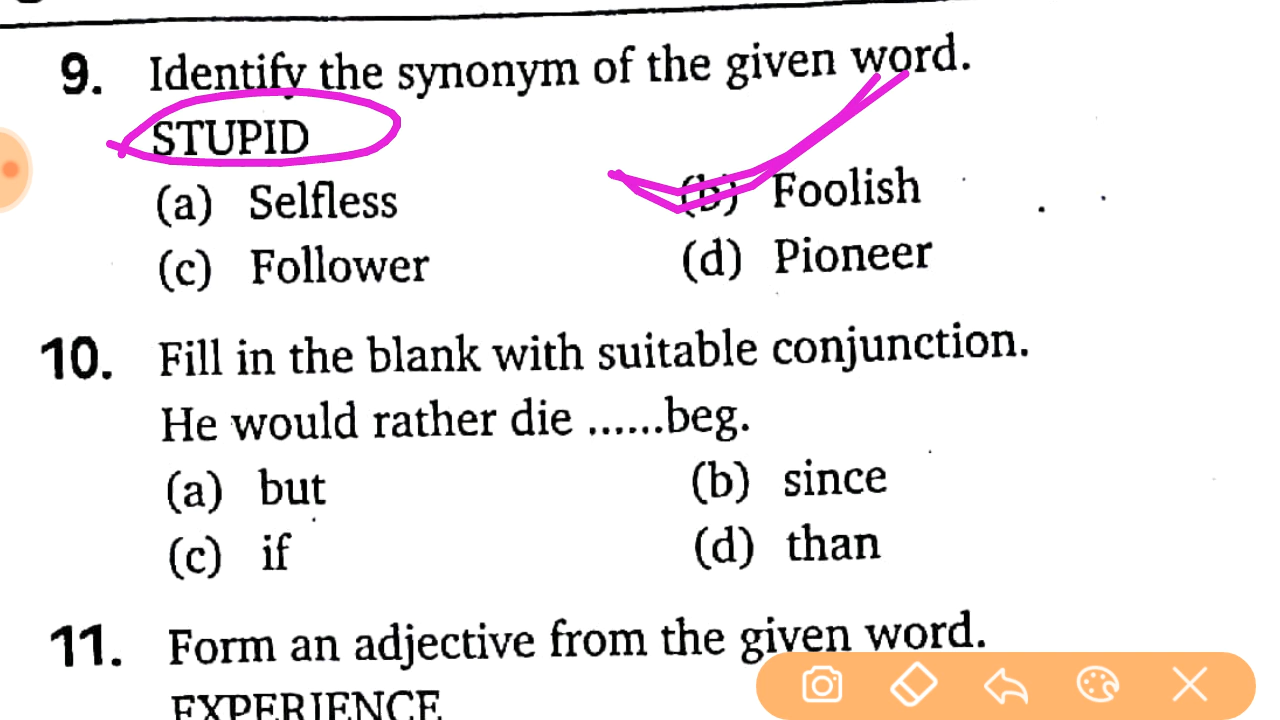 9. Identify the synonym of the given word.
STUPID
(a) Selfless (b) Foolish
(c) Follower (d) Pioneer
10. Fill in the blank with suitable conjunction.
He would rather die ......beg.
(a) but (b) since
(c) if (d) than
11. Form an adjective from the given word.
EXPERIENCE